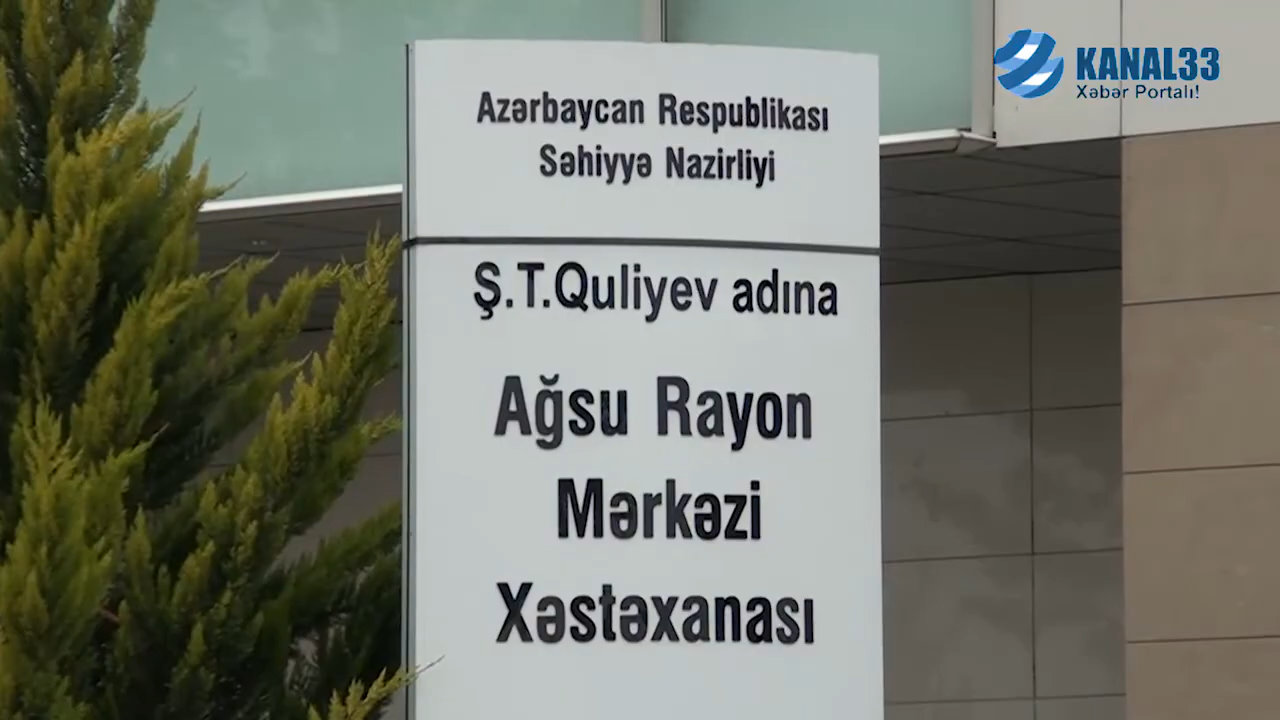 KANAL33
Xəbər Portalı!
Azərbaycan Respublikası
Səhiyyə Nazirliyi
Ş.T.Quliyev adına
Ağsu Rayon
Mərkəzi
Xəstəxanası